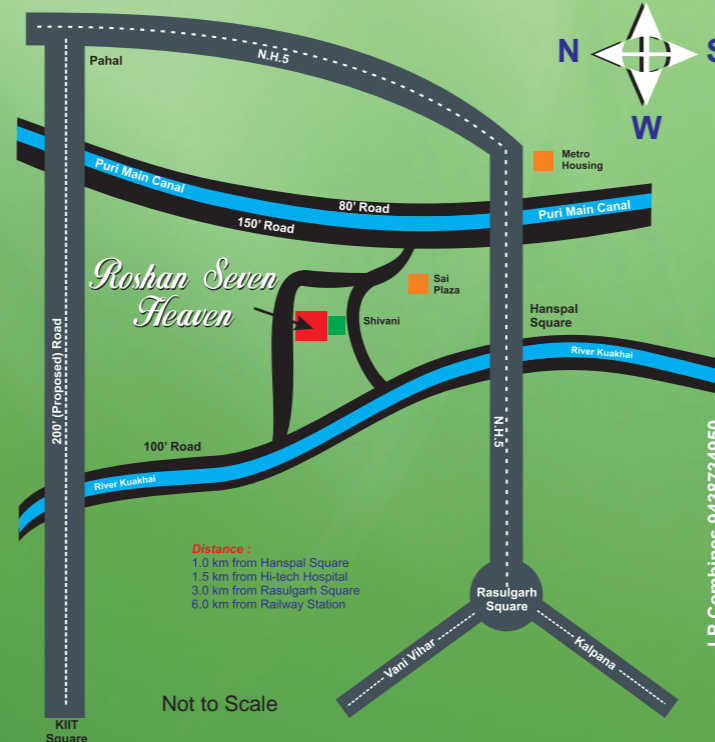 N
S
W
Pahal
N.H.5
Metro
Housing
Puri Main Canal
80' Road
150' Road
Puri Main Canal
Roshan Seven
Heaven
Sai
Plaza
Shivani
Hanspal
Square
200' (Proposed) Road
River Kuakhai
100' Road
River Kuakhai
N.H.5
Distance :
1.0 km from Hanspal Square
1.5 km from Hi-tech Hospital
3.0 km from Rasulgarh Square
6.0 km from Railway Station
Rasulgarh
Square
Vani Vihar
Kalpana
Not to Scale
KIIT
Square
Combines 9438734950